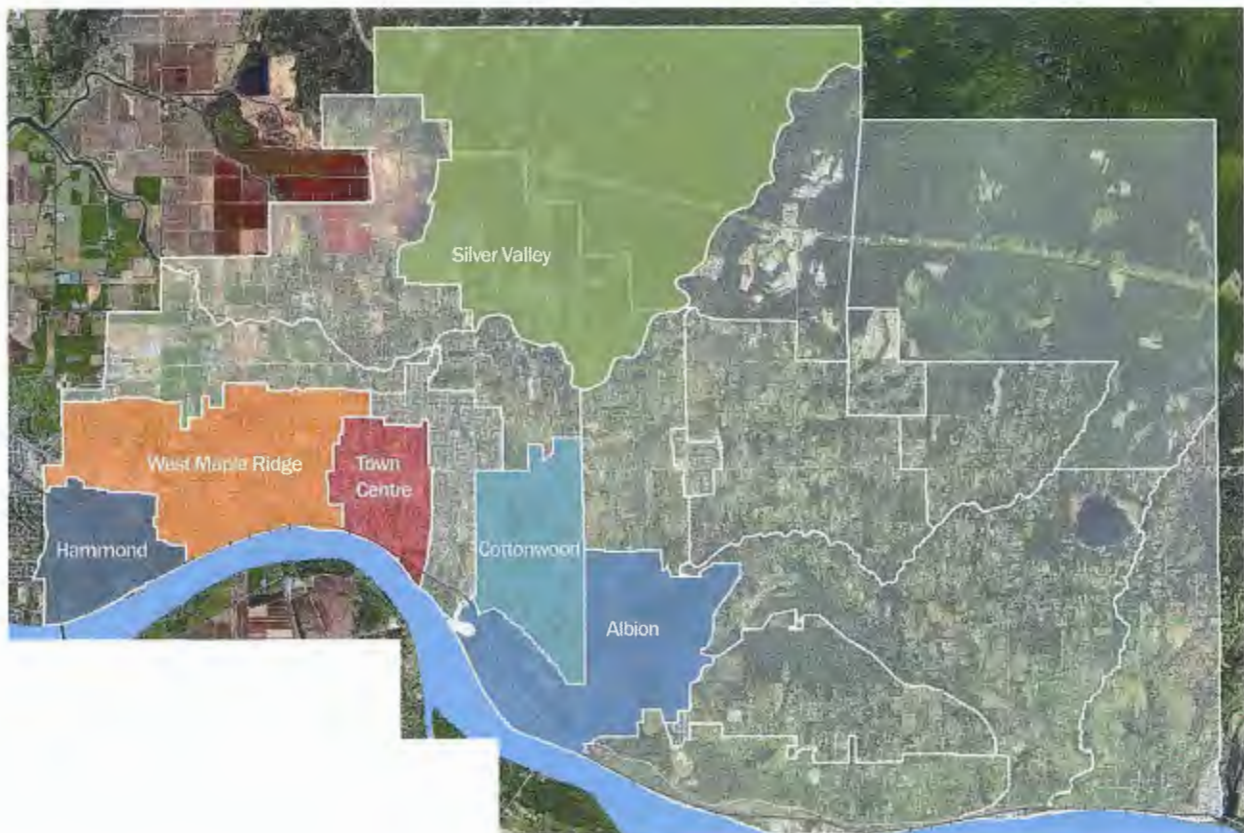 Silver Valley
West Maple Ridge
Town
Centre
Hammond
Cottonwood
Albion